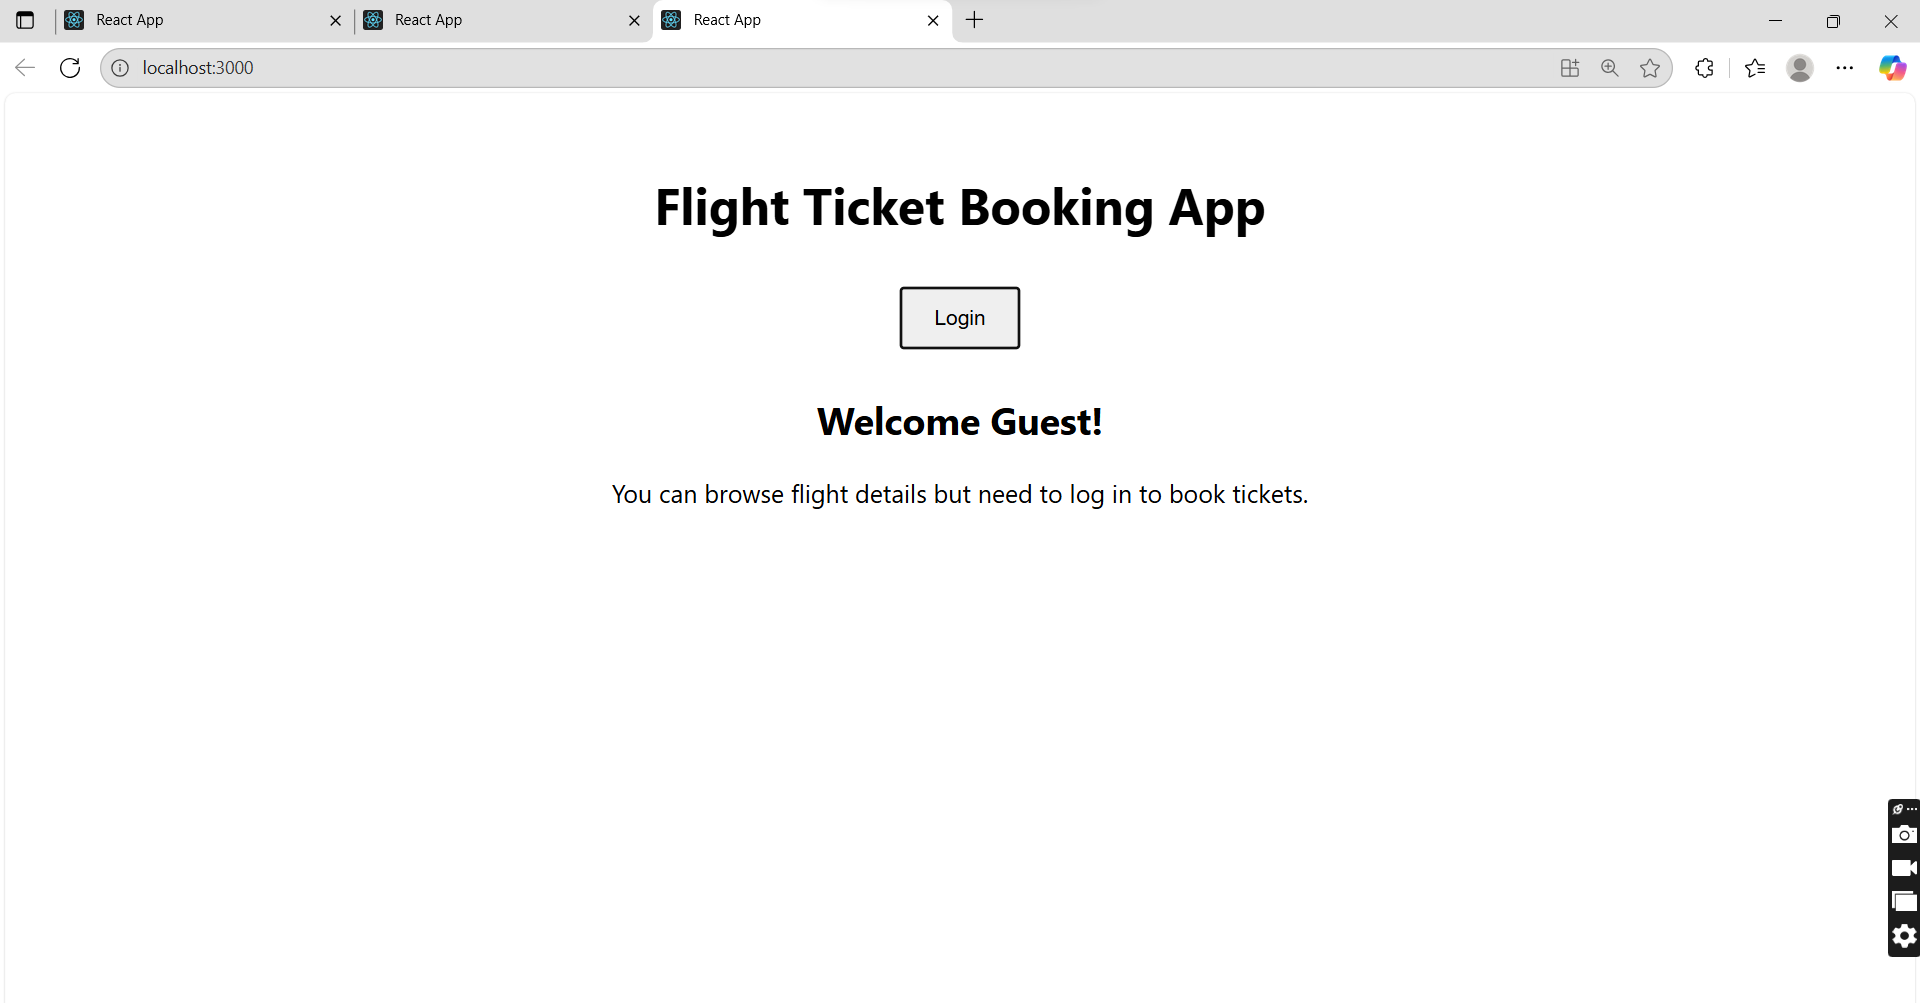 React App
React App
React App
localhost:3000
Flight Ticket Booking App
Login
Welcome Guest!
You can browse flight details but need to log in to book tickets.